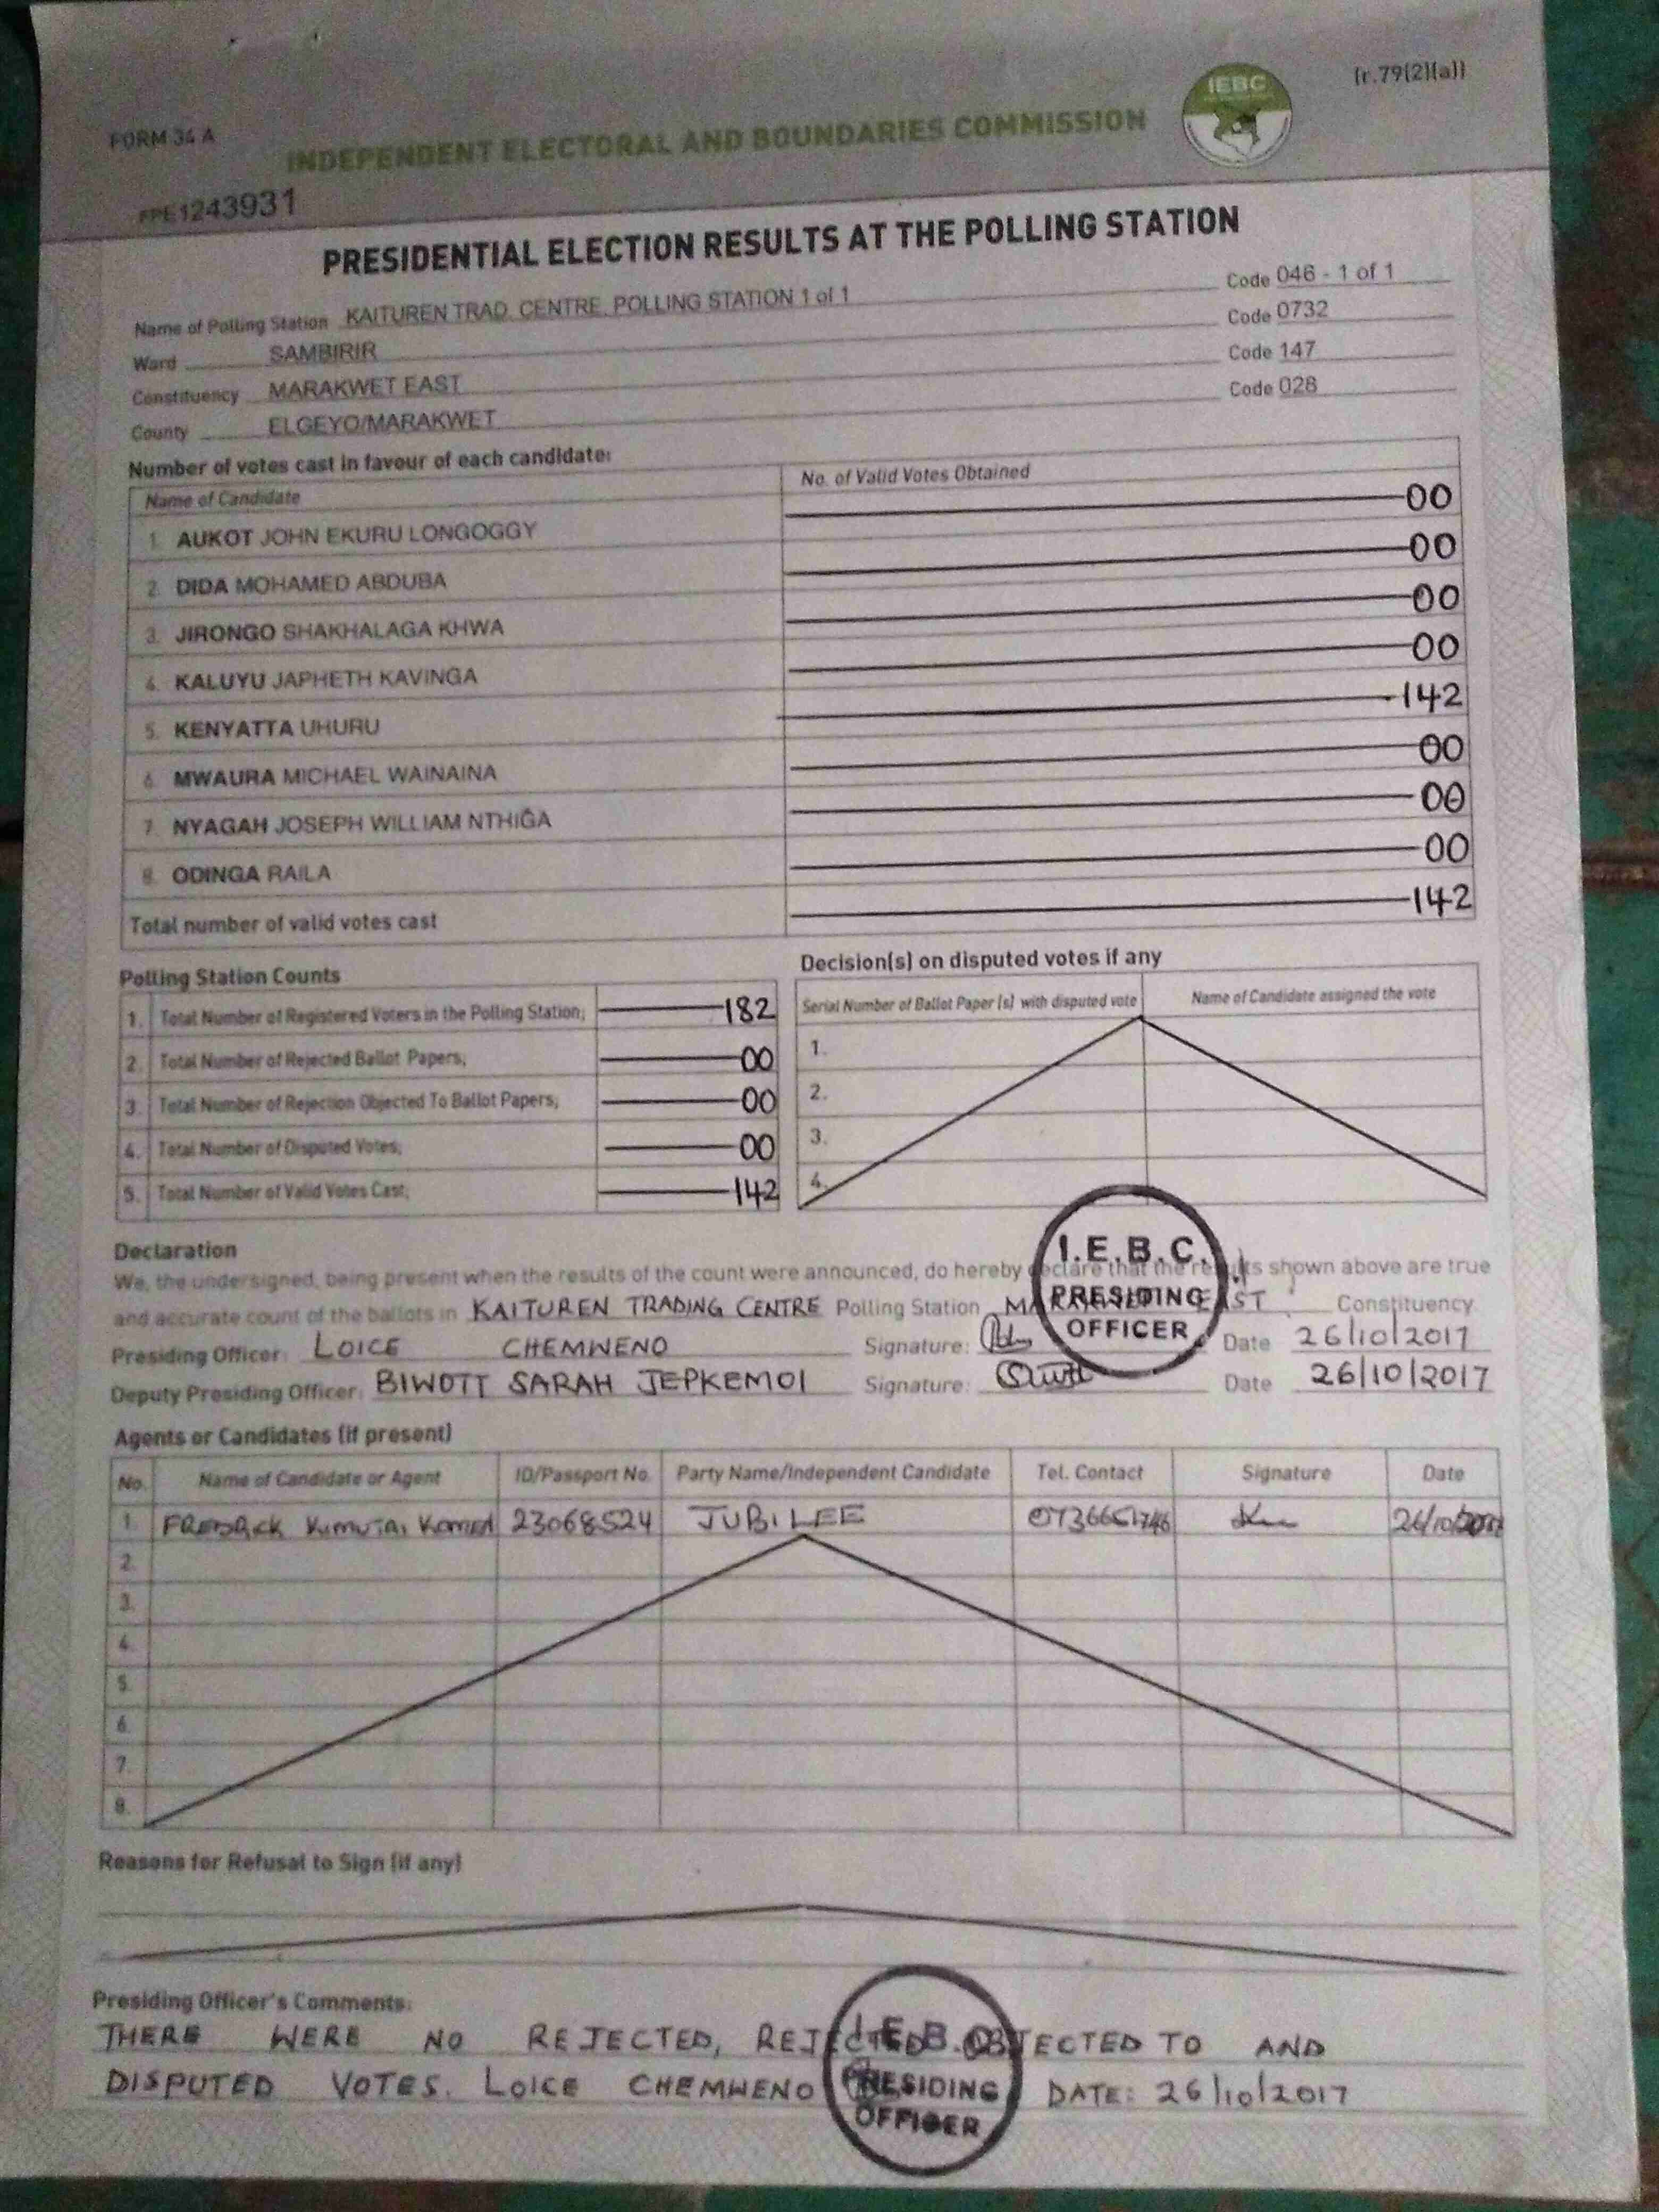 (r.79(2)(a))
FORM 34 A
INDEPENDENT ELECTORAL AND BOUNDARIES COMMISSION
IEBC
FPE1243931
PRESIDENTIAL ELECTION RESULTS AT THE POLLING STATION
Name of Polling Station KAITUREN TRAD. CENTRE. POLLING STATION 1 of 1 Code 046 - 1 of 1
Ward SAMBIRIR Code 0732
Constituency MARAKWET EAST Code 147
County ELGEYO/MARAKWET Code 028
Number of votes cast in favour of each candidate:
Name of Candidate No. of Valid Votes Obtained
1. AUKOT JOHN EKURU LONGOGGY 00
2. DIDA MOHAMED ABDUBA 00
3. JIRONGO SHAKHALAGA KHWA 00
4. KALUYU JAPHETH KAVINGA 00
5. KENYATTA UHURU 142
6. MWAURA MICHAEL WAINAINA 00
7. NYAGAH JOSEPH WILLIAM NTHIGA 00
8. ODINGA RAILA 00
Total number of valid votes cast 142
Polling Station Counts
1. Total Number of Registered Voters in the Polling Station; 182
2. Total Number of Rejected Ballot Papers; 00
3. Total Number of Rejection Objected To Ballot Papers; 00
4. Total Number of Disputed Votes; 00
5. Total Number of Valid Votes Cast; 142
Decision(s) on disputed votes if any
Serial Number of Ballot Paper (s) with disputed vote Name of Candidate assigned the vote
1.
2.
3.
4.
Declaration
We, the undersigned, being present when the results of the count were announced, do hereby declare that the results shown above are true
and accurate count of the ballots in KAITUREN TRADING CENTRE Polling Station MARAKWET EAST Constituency
Presiding Officer: LOICE CHEMWENO Signature: Date 26/10/2017
Deputy Presiding Officer: BIWOTT SARAH JEPKEMOI Signature: Date 26/10/2017
I.E.B.C.
PRESIDING
OFFICER
Agents or Candidates (if present)
No. Name of Candidate or Agent ID/Passport No. Party Name/Independent Candidate Tel. Contact Signature Date
1. FREDRICK KIMUTAI 23068524 JUBILEE 26/10/2017
2.
3.
4.
5.
6.
7.
8.
Reasons for Refusal to Sign (if any)
Presiding Officer's Comments:
THERE WERE NO REJECTED, REJECTED OBJECTED TO AND
DISPUTED VOTES. LOICE CHEMWENO DATE: 26/10/2017
I.E.B.C.
PRESIDING
OFFICER